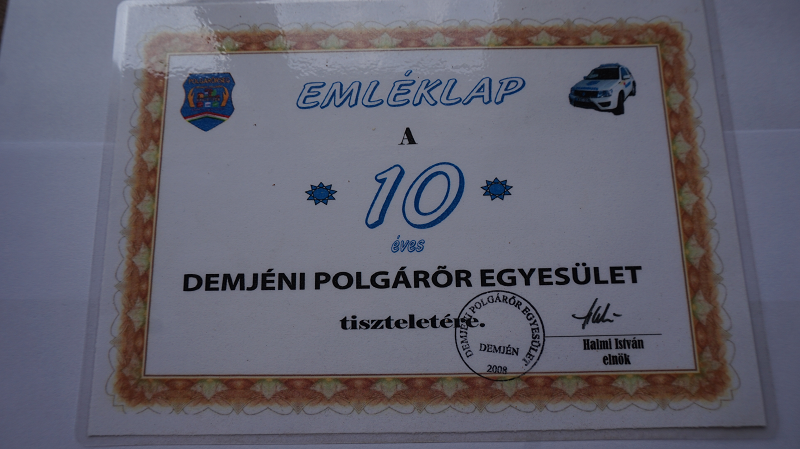 EMLÉKLAP
A
10
éves
DEMJÉNI POLGÁRŐR EGYESÜLET
tiszteletére.
DEMJÉNI POLGÁRŐR EGYESÜLET
DEMJÉN
2008
Halmi István
elnök